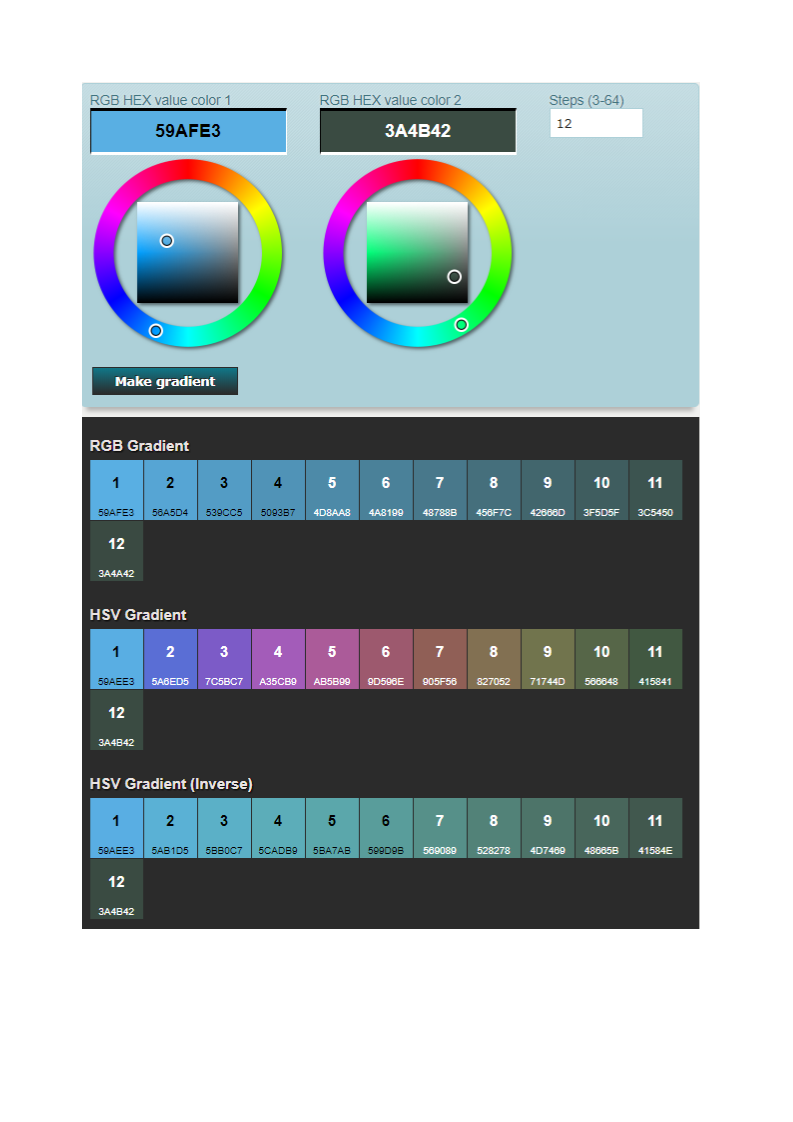 RGB HEX value color 1 RGB HEX value color 2 Steps (3-64)
59AFE3 3A4B42 12
Make gradient
RGB Gradient
1 2 3 4 5 6 7 8 9 10 11
59AFE3 56A5D4 539CC5 5093B7 4D8AA8 4A8199 48788B 456F7C 42666D 3F5D5F 3C5450
12
3A4A42
HSV Gradient
1 2 3 4 5 6 7 8 9 10 11
59AEE3 5A6ED5 7C5BC7 A35CB9 AB5B99 9D596E 905F56 827052 71744D 566648 415841
12
3A4B42
HSV Gradient (Inverse)
1 2 3 4 5 6 7 8 9 10 11
59AEE3 5AB1D5 5BB0C7 5CADB9 5BA7AB 599D9B 569089 528278 4D7469 48665B 41584E
12
3A4B42